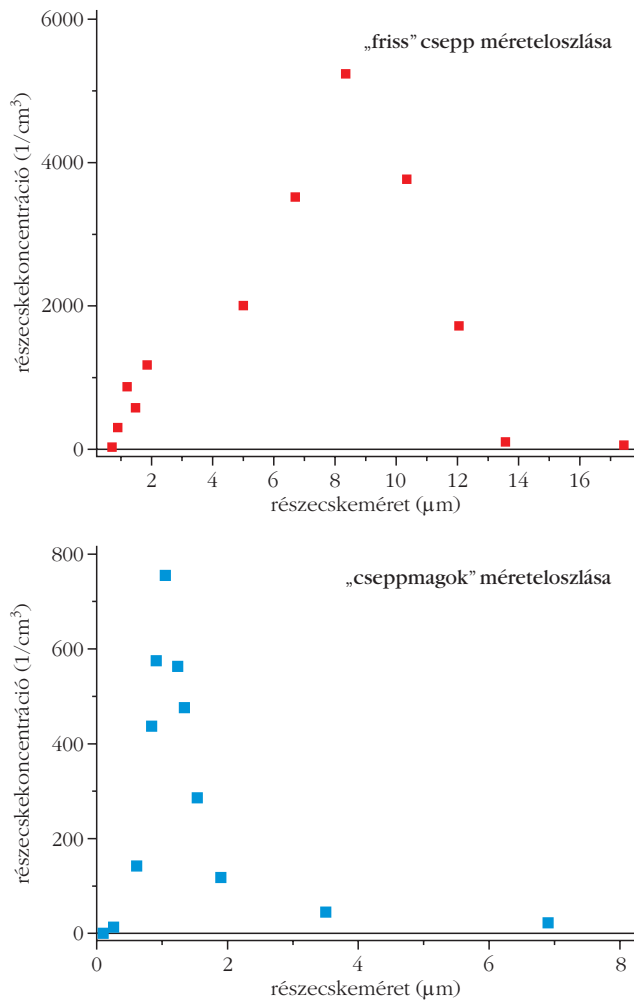 „friss” csepp méreteloszlása
részecskekoncentráció (1/cm³)
6000
4000
2000
0
2 4 6 8 10 12 14 16
részecskeméret (µm)
„cseppmagok” méreteloszlása
részecskekoncentráció (1/cm³)
800
600
400
200
0
0 2 4 6 8
részecskeméret (µm)